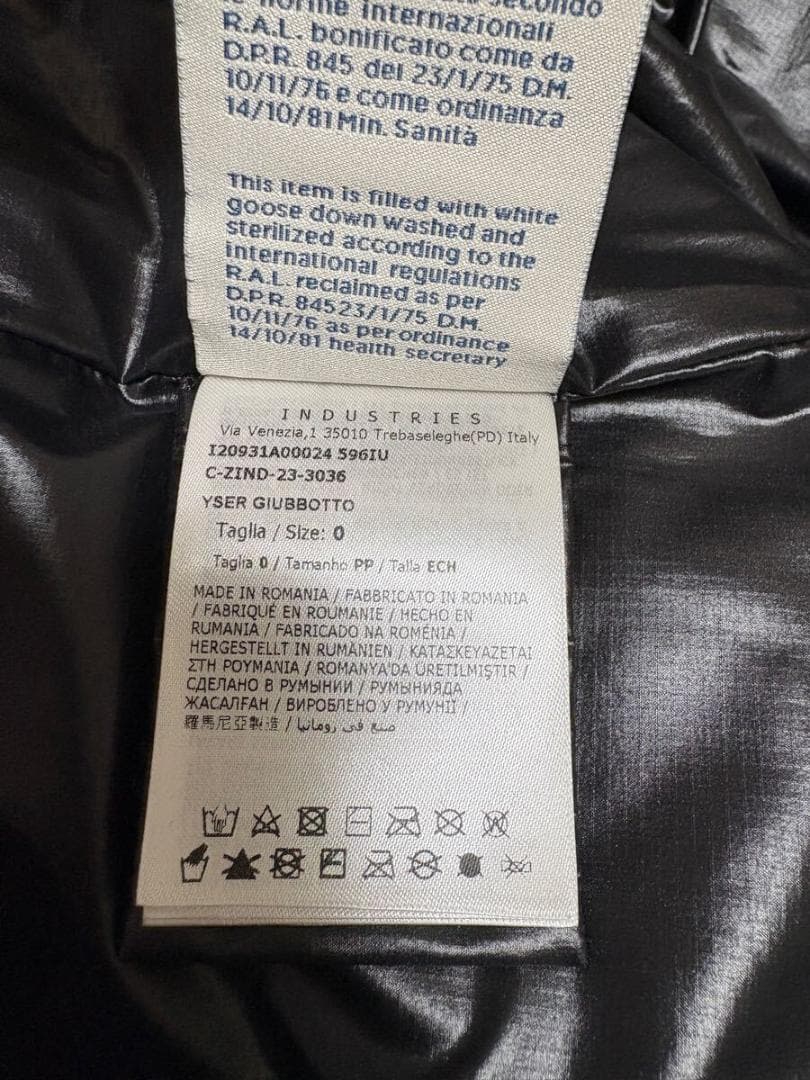 secondo
le norme internazionali
R.A.L. bonificato come da
D.P.R. 845 del 23/1/75 D.M.
10/11/76 e come ordinanza
14/10/81 Min. Sanità
This item is filled with white
goose down washed and
sterilized according to the
international regulations
R.A.L. reclaimed as per
D.P.R. 84523/1/75 D.M.
10/11/76 as per ordinance
14/10/81 health secretary
INDUSTRIES
Via Venezia,1 35010 Trebaseleghe(PD) Italy
I20931A00024 596IU
C-ZIND-23-3036
YSER GIUBBOTTO
Taglia / Size: 0
Taglia 0 / Tamanho PP / Talla ECH
MADE IN ROMANIA / FABBRICATO IN ROMANIA
/ FABRIQUÉ EN ROUMANIE / HECHO EN
RUMANIA / FABRICADO NA ROMÉNIA /
HERGESTELLT IN RUMÄNIEN / ΚΑΤΑΣΚΕΥΑΖΕΤΑΙ
ΣΤΗ ΡΟΥΜΑΝΙΑ / ROMANYA'DA ÜRETİLMİŞTİR /
СДЕЛАНО В РУМЫНИИ / РУМЫНИЯДА
ЖАСАЛҒАН / ВИРОБЛЕНО У РУМУНІЇ /
羅馬尼亞製造 / صنع في رومانيا